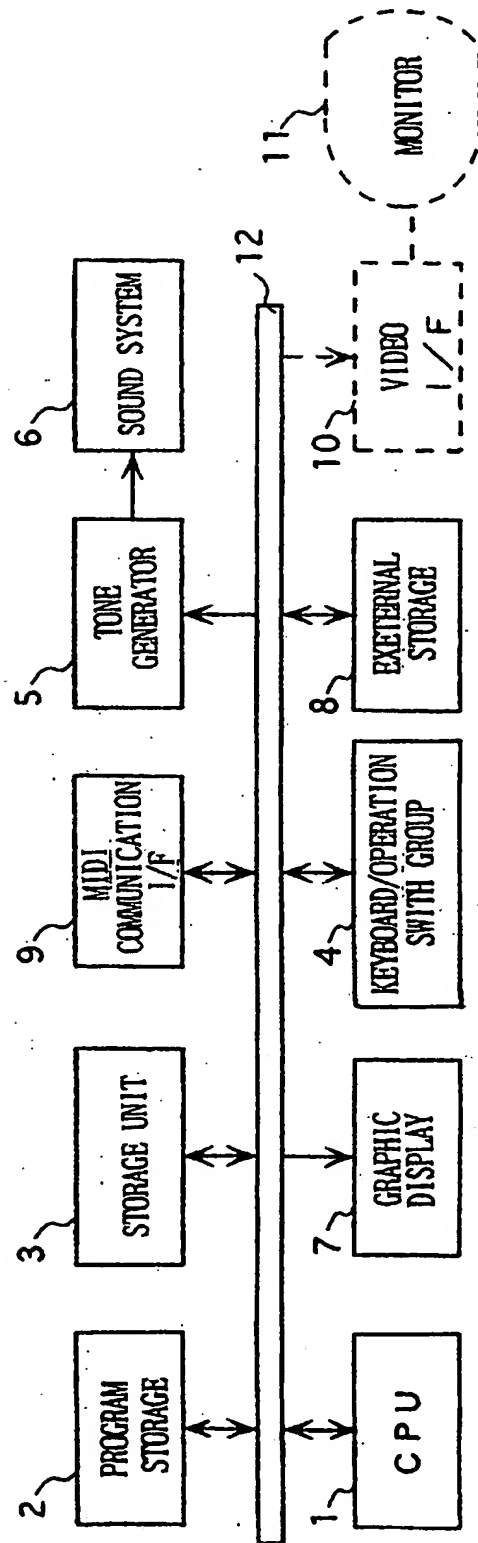 2
PROGRAM
STORAGE
3
STORAGE UNIT
9
MIDI
COMMUNICATION
I/F
5
TONE
GENERATOR
6
SOUND SYSTEM
11
MONITOR
12
1
CPU
7
GRAPHIC
DISPLAY
4
KEYBOARD/OPERATION
SWITH GROUP
8
EXETERNAL
STORAGE
10
VIDEO
I/F